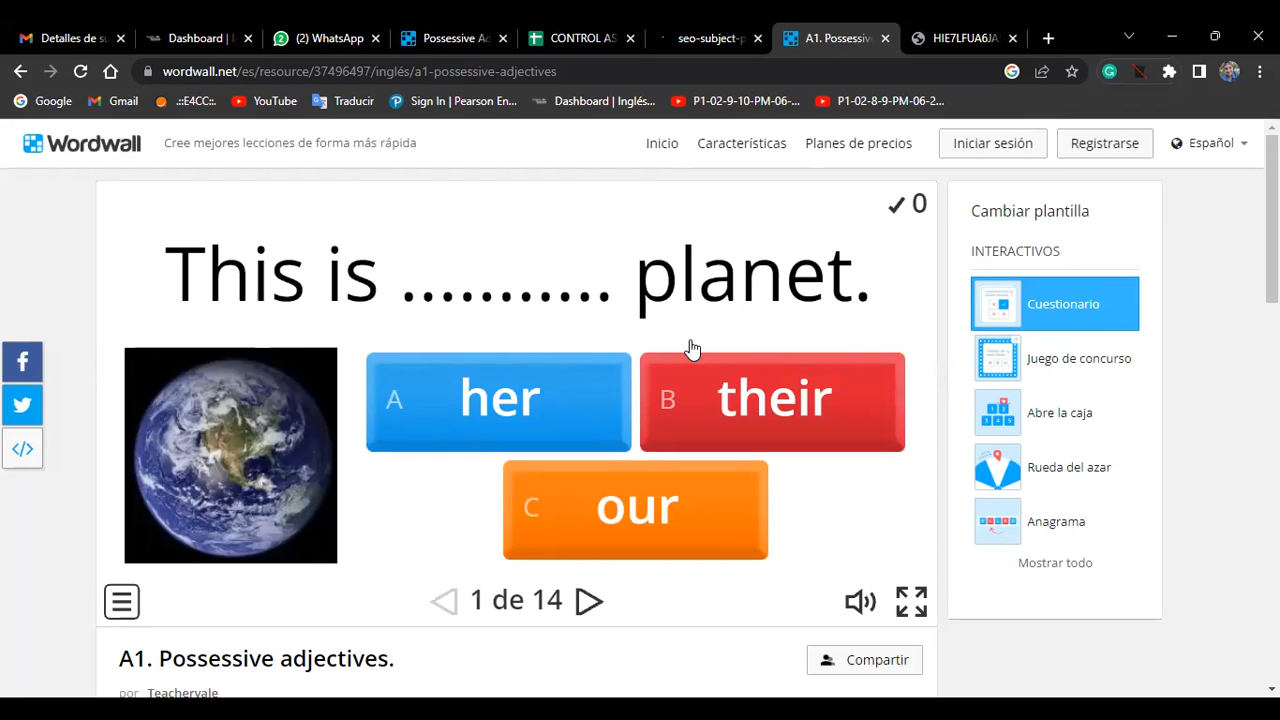 Detalles de su
Dashboard | I
(2) WhatsApp
Possessive Ad
CONTROL AS
seo-subject-p
A1. Possessiv
HIE7LFUA6JA
wordwall.net/es/resource/37496497/inglés/a1-possessive-adjectives
Google
Gmail
.::E4CC:.
YouTube
Traducir
Sign In | Pearson En...
Dashboard | Inglés...
P1-02-9-10-PM-06-...
P1-02-8-9-PM-06-2...
Wordwall
Cree mejores lecciones de forma más rápida
Inicio
Características
Planes de precios
Iniciar sesión
Registrarse
Español
0
This is ........... planet.
A her
B their
C our
1 de 14
Cambiar plantilla
INTERACTIVOS
Cuestionario
Juego de concurso
Abre la caja
Rueda del azar
Anagrama
Mostrar todo
A1. Possessive adjectives.
Compartir
por Teachervale